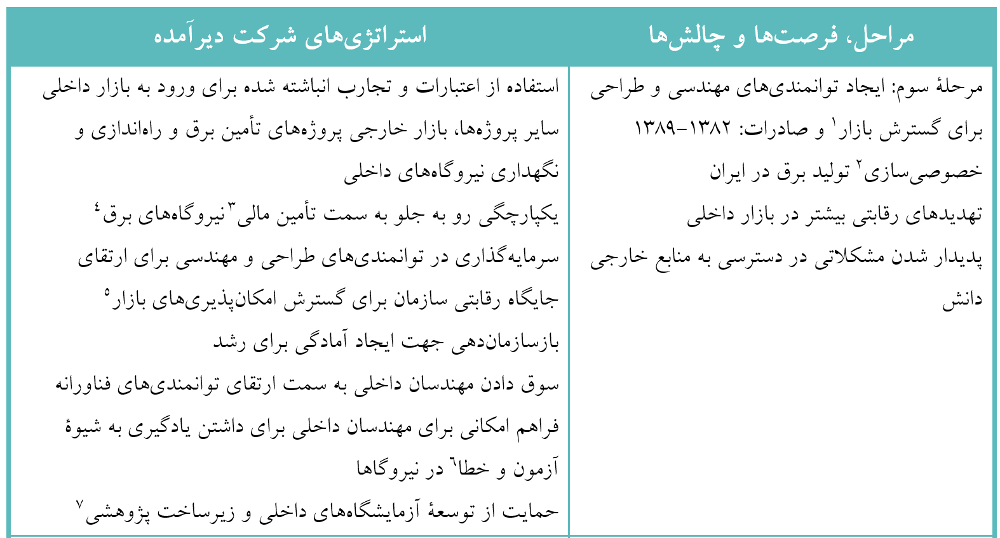 مراحل، فرصت‌ها و چالش‌ها
استراتژی‌های شرکت دیرآمده
مرحلهٔ سوم: ایجاد توانمندی‌های مهندسی و طراحی
برای گسترش بازار۱ و صادرات: ۱۳۸۲-۱۳۸۹
خصوصی‌سازی۲ تولید برق در ایران
تهدیدهای رقابتی بیشتر در بازار داخلی
پدیدار شدن مشکلاتی در دسترسی به منابع خارجی
دانش
استفاده از اعتبارات و تجارب انباشته شده برای ورود به بازار داخلی
سایر پروژه‌ها، بازار خارجی پروژه‌های تأمین برق و راه‌اندازی و
نگهداری نیروگاه‌های داخلی
یکپارچگی رو به جلو به سمت تأمین مالی۳ نیروگاه‌های برق۴
سرمایه‌گذاری در توانمندی‌های طراحی و مهندسی برای ارتقای
جایگاه رقابتی سازمان برای گسترش امکان‌پذیری‌های بازار۵
بازسازمان‌دهی جهت ایجاد آمادگی برای رشد
سوق دادن مهندسان داخلی به سمت ارتقای توانمندی‌های فناورانه
فراهم امکانی برای مهندسان داخلی برای داشتن یادگیری به شیوهٔ
آزمون و خطا۶ در نیروگاها
حمایت از توسعهٔ آزمایشگاه‌های داخلی و زیرساخت پژوهشی۷